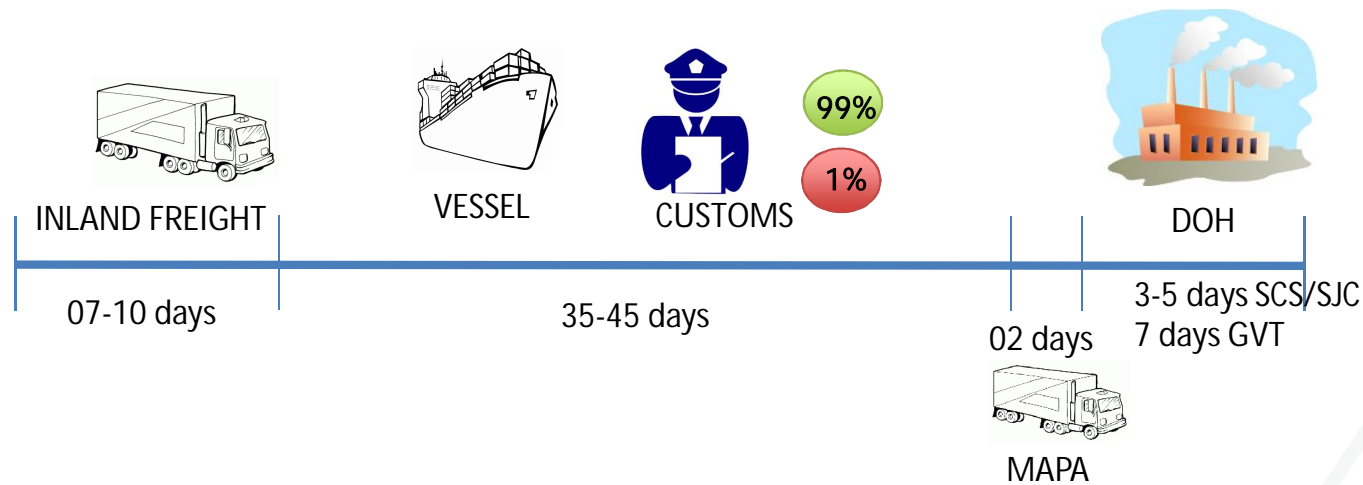 99%
1%
INLAND FREIGHT
VESSEL
CUSTOMS
DOH
07-10 days
35-45 days
02 days
3-5 days SCS/SJC
7 days GVT
MAPA